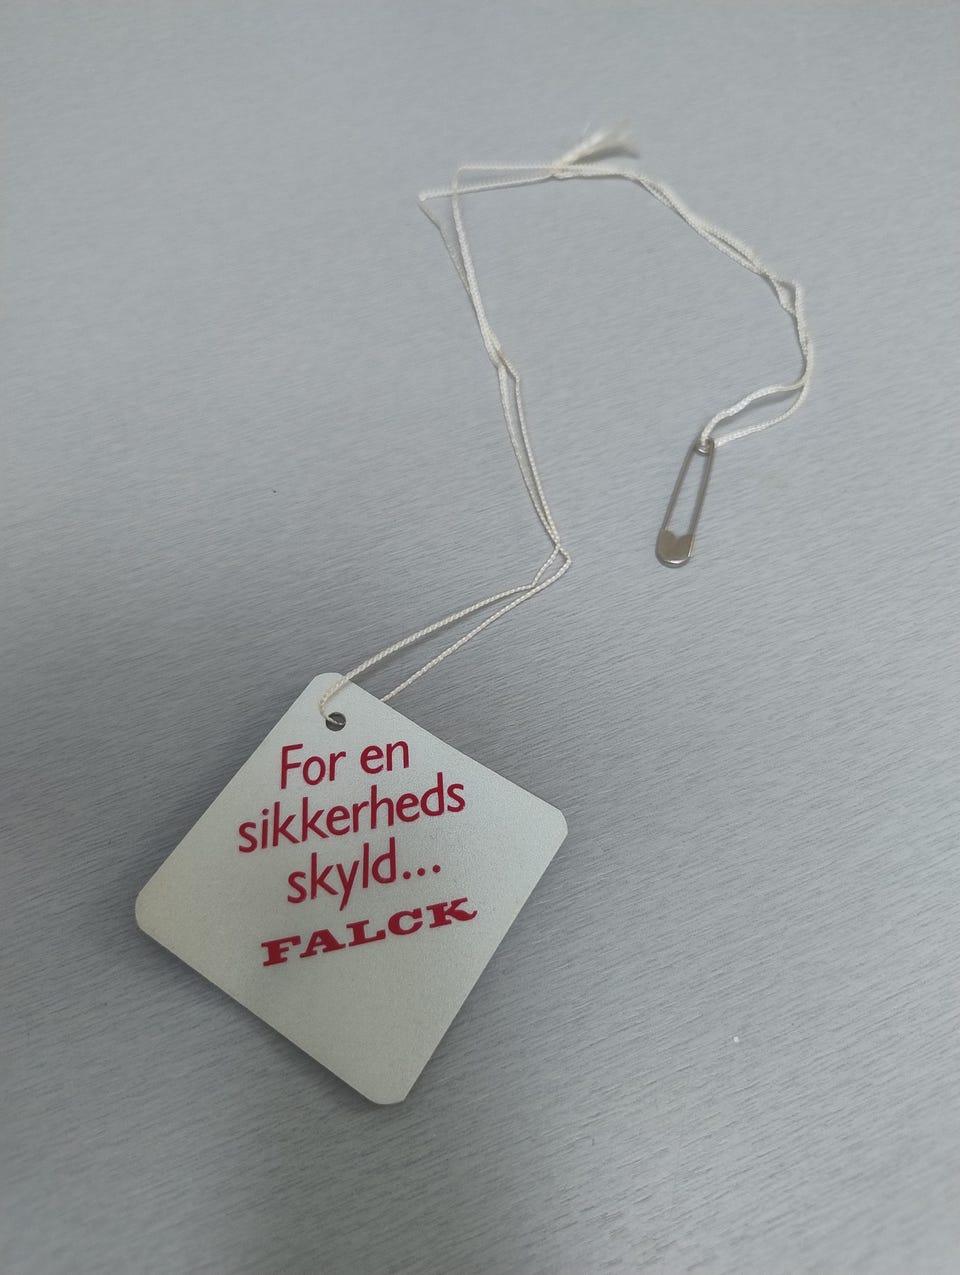 For en
sikkerheds
skyld...
FALCK